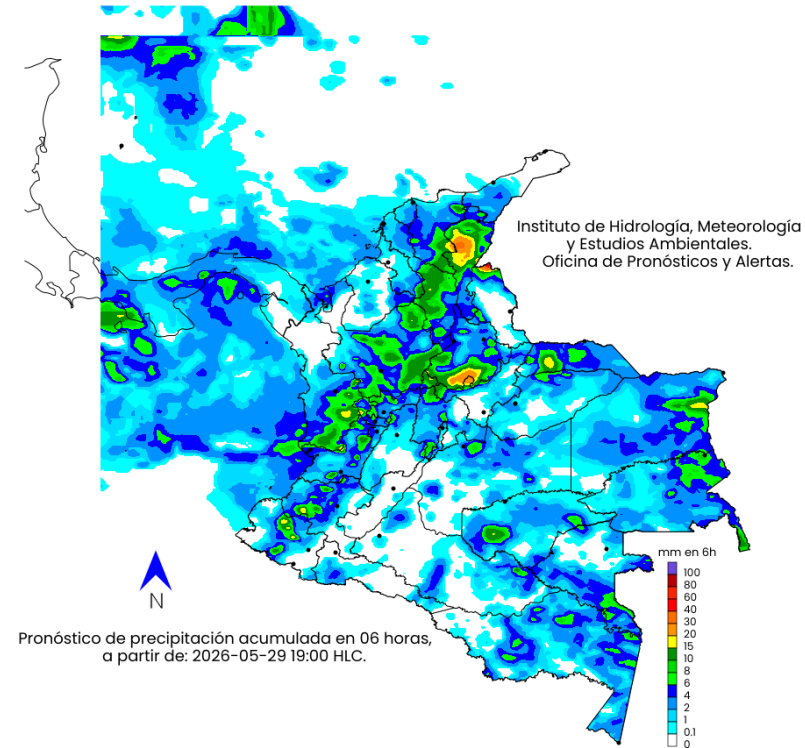 Instituto de Hidrología, Meteorología
y Estudios Ambientales.
Oficina de Pronósticos y Alertas.
N
Pronóstico de precipitación acumulada en 06 horas,
a partir de: 2026-05-29 19:00 HLC.
mm en 6h
100
80
60
40
30
20
15
10
8
6
4
2
1
0.1
0